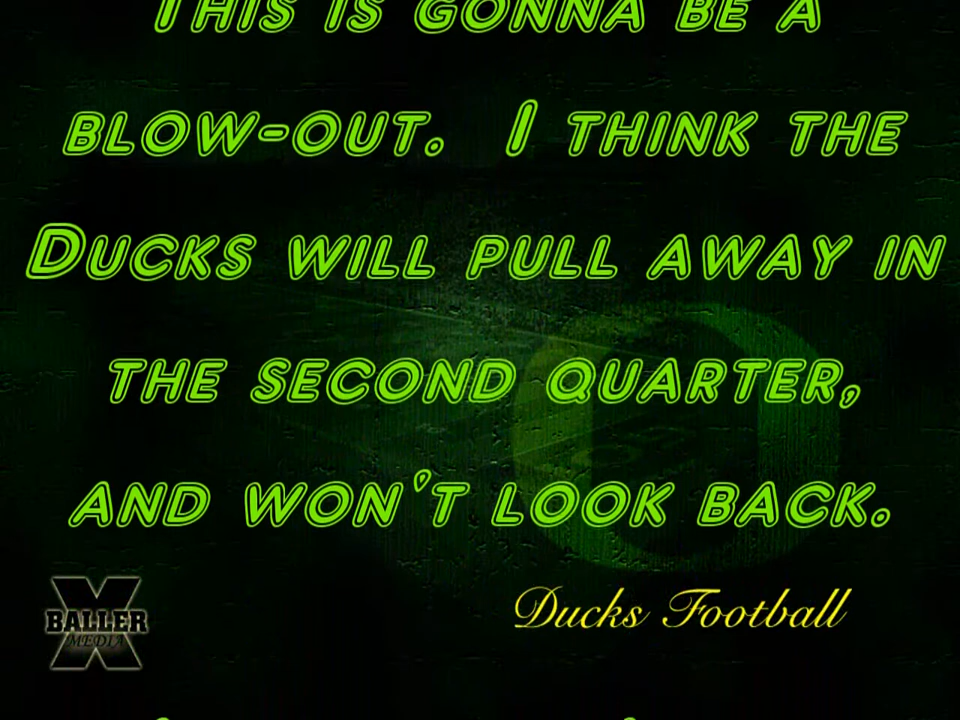 This is gonna be a
blow-out.  I think the
Ducks will pull away in
the second quarter,
and won't look back.
Ducks Football
X
BALLER
MEDIA